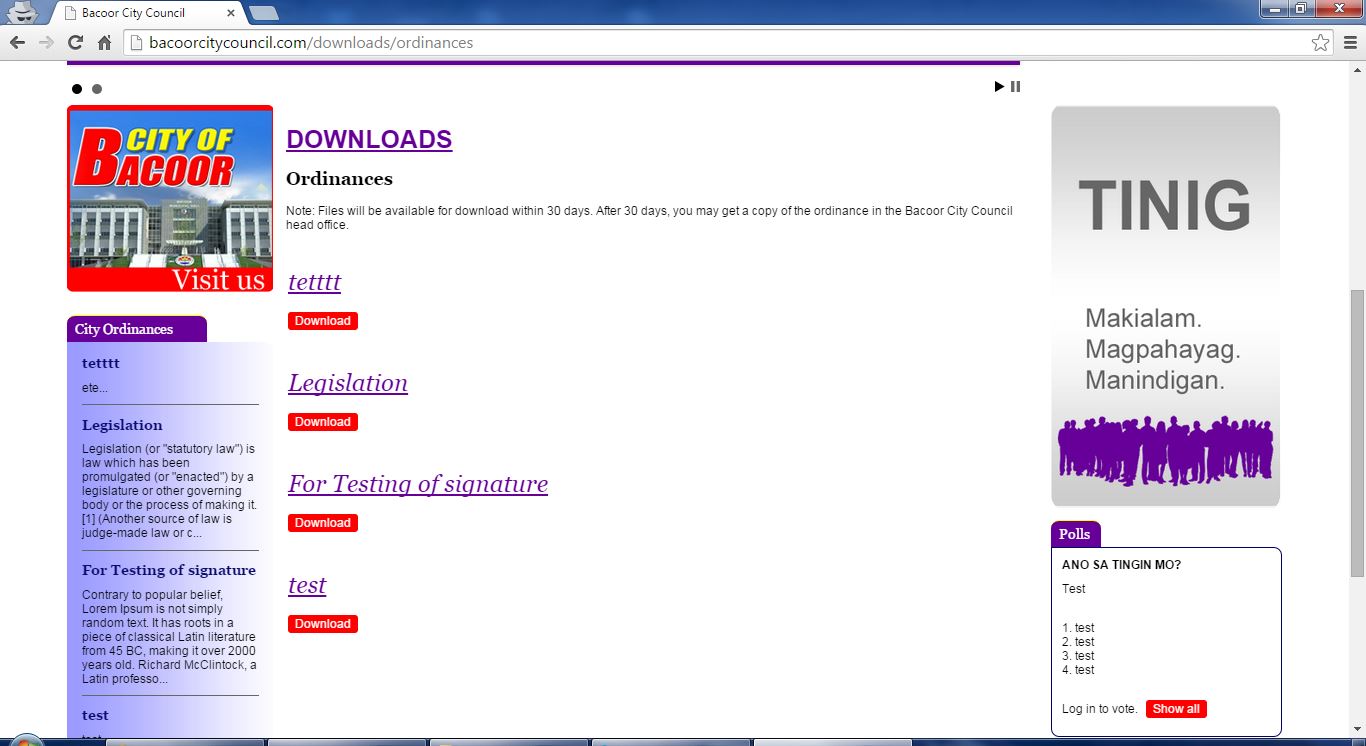 Bacoor City Council
bacoorcitycouncil.com/downloads/ordinances
CITY OF
BACOOR
Visit us
City Ordinances
tetttt
ete...
Legislation
Legislation (or "statutory law") is
law which has been
promulgated (or "enacted") by a
legislature or other governing
body or the process of making it.
[1] (Another source of law is
judge-made law or c...
For Testing of signature
Contrary to popular belief,
Lorem Ipsum is not simply
random text. It has roots in a
piece of classical Latin literature
from 45 BC, making it over 2000
years old. Richard McClintock, a
Latin professo...
test
DOWNLOADS
Ordinances
Note: Files will be available for download within 30 days. After 30 days, you may get a copy of the ordinance in the Bacoor City Council
head office.
tetttt
Download
Legislation
Download
For Testing of signature
Download
test
Download
TINIG
Makialam.
Magpahayag.
Manindigan.
Polls
ANO SA TINGIN MO?
Test
1. test
2. test
3. test
4. test
Log in to vote. Show all